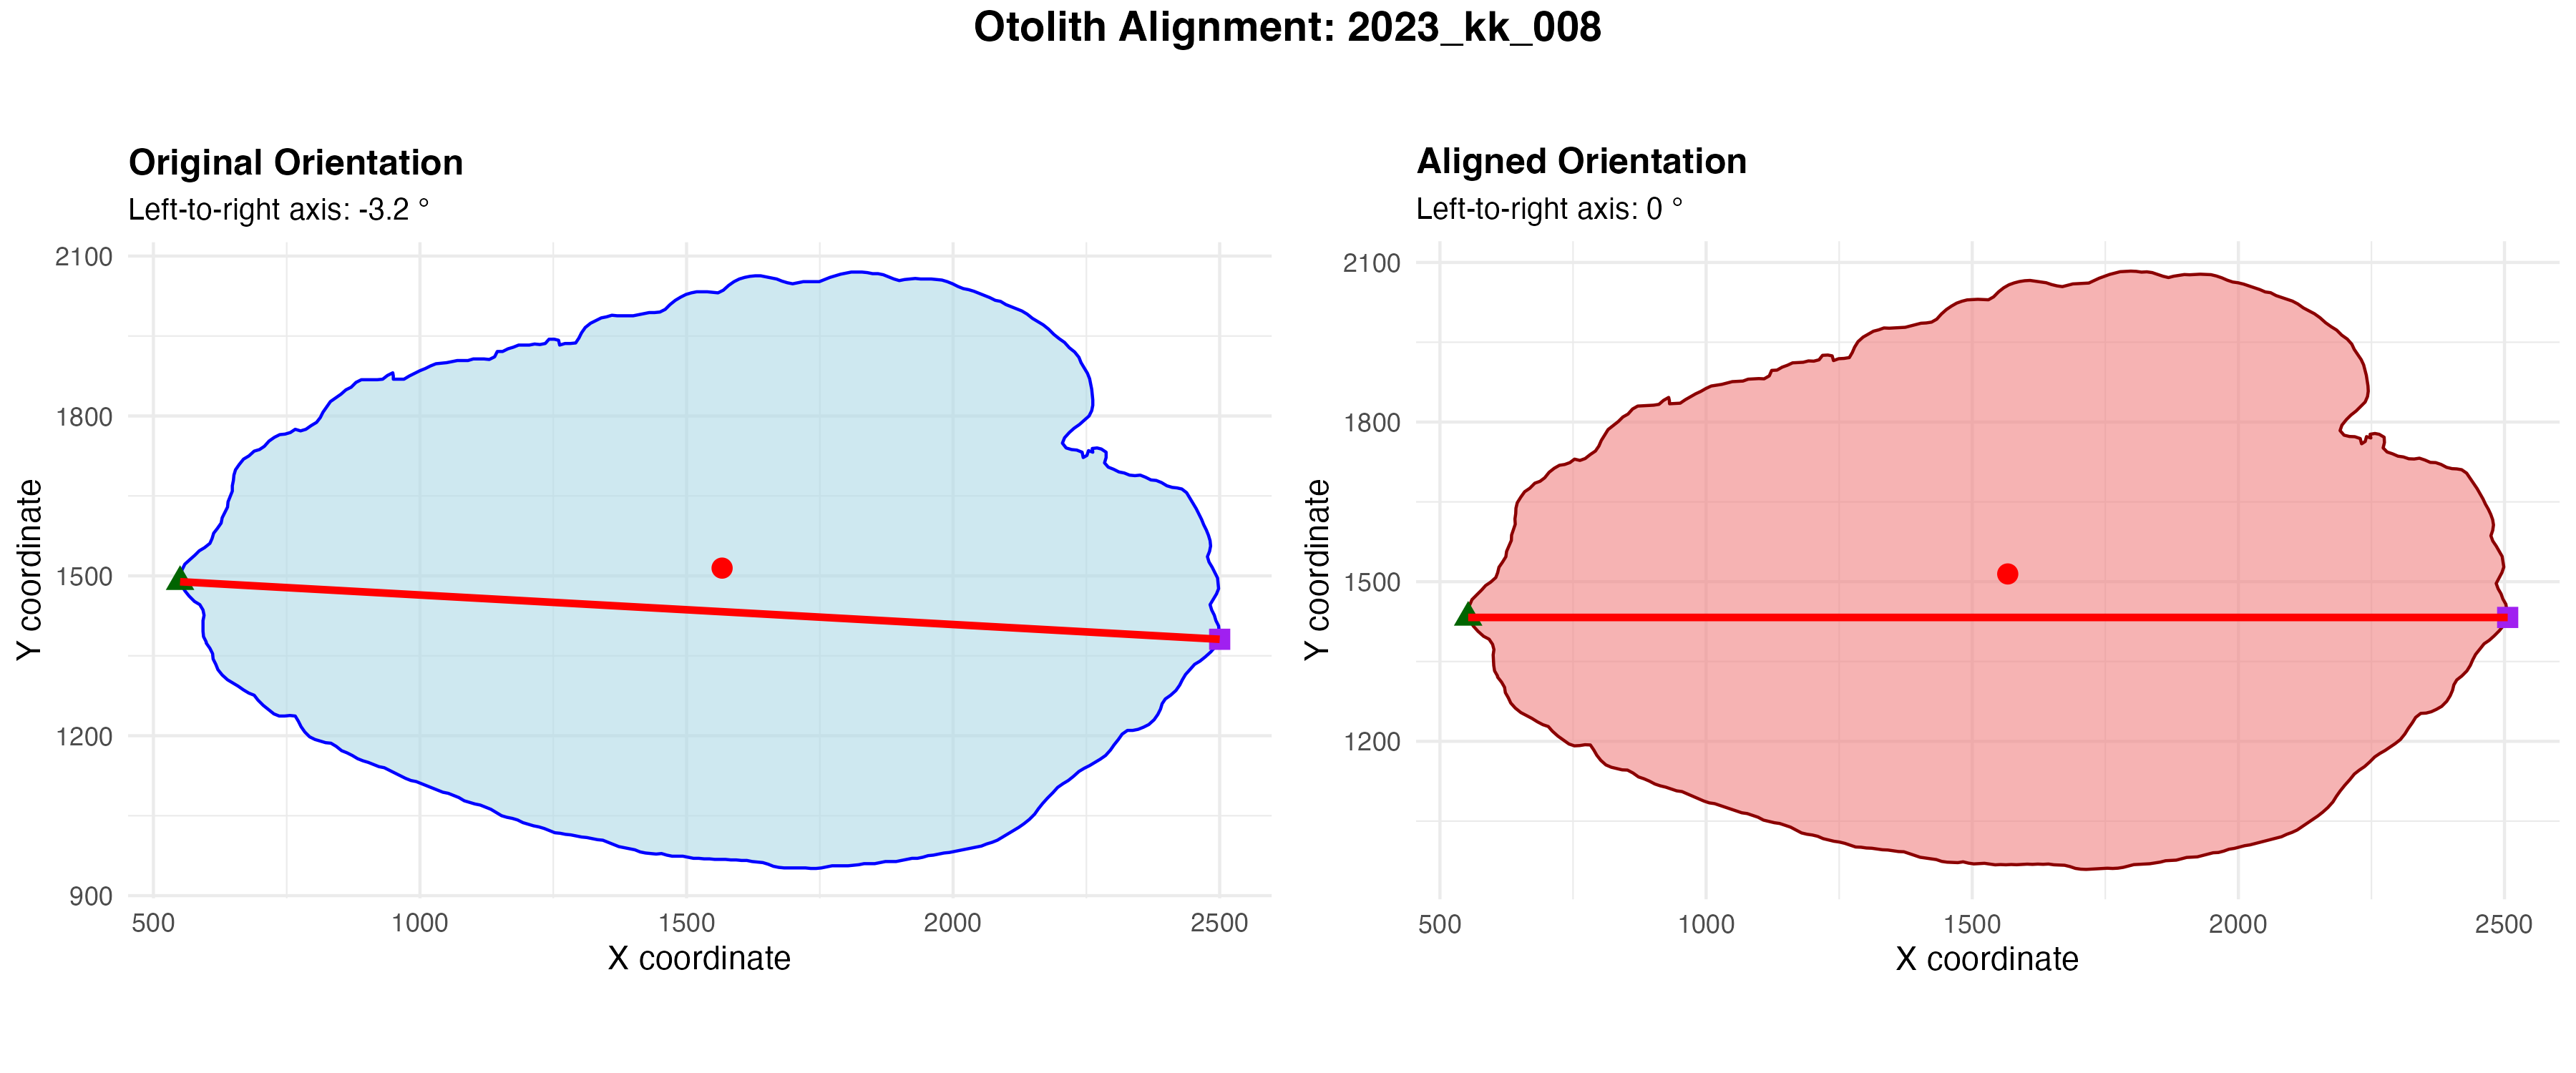 Otolith Alignment: 2023_kk_008
Original Orientation
Left-to-right axis: -3.2 °
2100
1800
1500
1200
900
Y coordinate
500 1000 1500 2000 2500
X coordinate
Aligned Orientation
Left-to-right axis: 0 °
2100
1800
1500
1200
Y coordinate
500 1000 1500 2000 2500
X coordinate